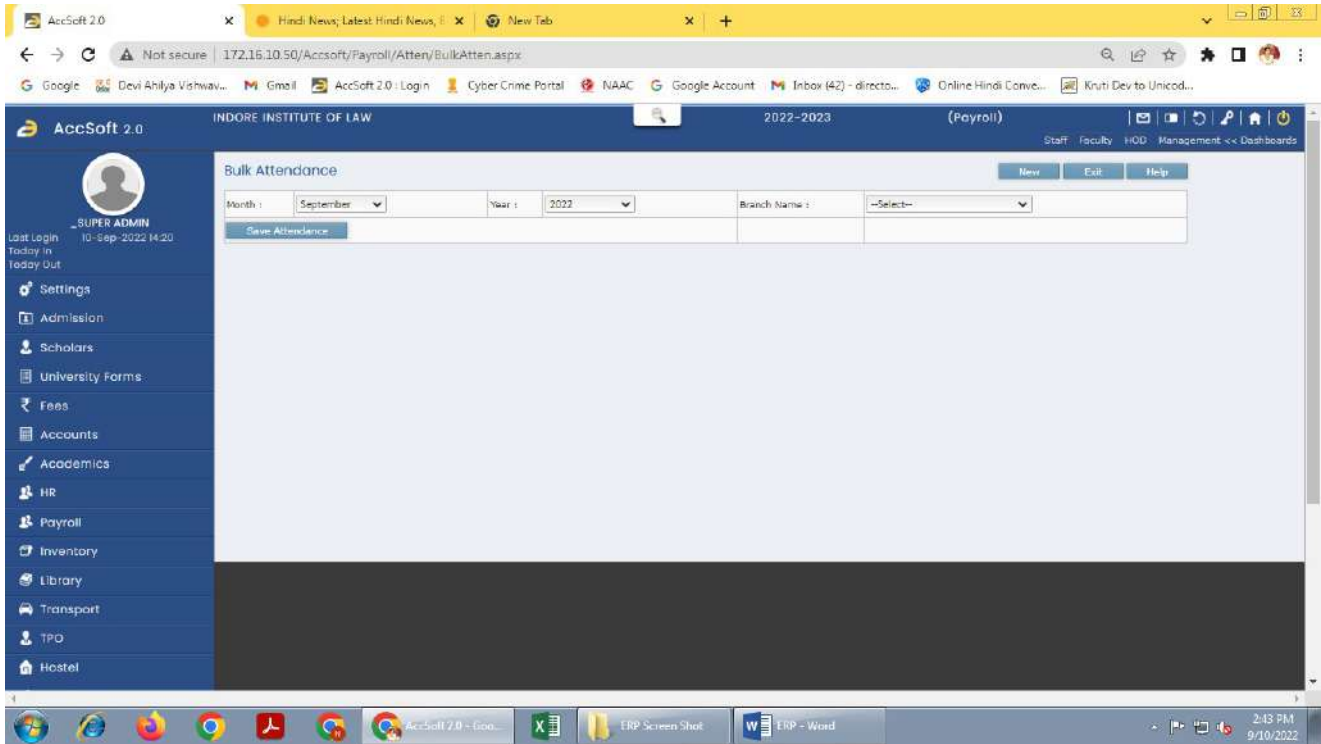 AccSoft 2.0
Hindi News; Latest Hindi News, E
New Tab
Not secure | 172.16.10.50/Accsoft/Payroll/Atten/BulkAtten.aspx
Google
Devi Ahilya Vishwav...
Gmail
AccSoft 2.0 : Login
Cyber Crime Portal
NAAC
Google Account
Inbox (42) - directo...
Online Hindi Conve...
Kruti Dev to Unicod...
AccSoft 2.0
INDORE INSTITUTE OF LAW
2022-2023
(Payroll)
Staff Faculty HOD Management << Dashboards
_SUPER ADMIN
Last Login 10-Sep-2022 14:20
Today In
Today Out
Bulk Attendance
New
Exit
Help
Month :
September
Year :
2022
Branch Name :
--Select--
Save Attendance
Settings
Admission
Scholars
University Forms
Fees
Accounts
Academics
HR
Payroll
Inventory
Library
Transport
TPO
Hostel
AccSoft 2.0 - Goo...
ERP Screen Shot
ERP - Word
2:43 PM
9/10/2022